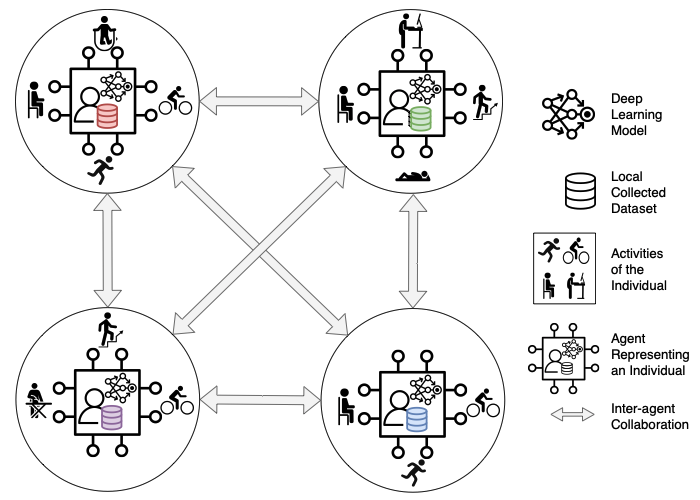 Deep
Learning
Model
Local
Collected
Dataset
Activities
of the
Individual
Agent
Representing
an Individual
Inter-agent
Collaboration